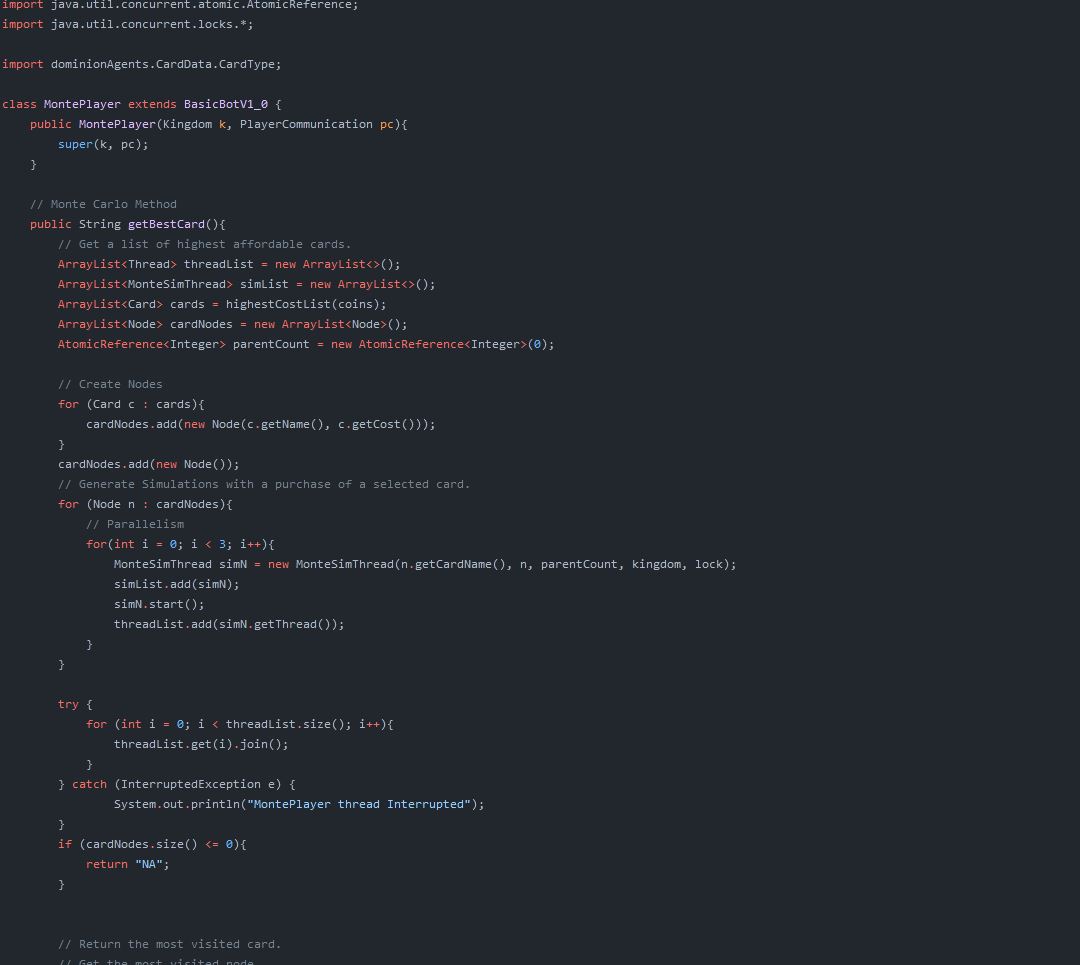 import java.util.concurrent.atomic.AtomicReference;
import java.util.concurrent.locks.*;
import dominionAgents.CardData.CardType;
class MontePlayer extends BasicBotV1_0 {
public MontePlayer(Kingdom k, PlayerCommunication pc){
super(k, pc);
}
// Monte Carlo Method
public String getBestCard(){
// Get a list of highest affordable cards.
ArrayList<Thread> threadList = new ArrayList<>();
ArrayList<MonteSimThread> simList = new ArrayList<>();
ArrayList<Card> cards = highestCostList(coins);
ArrayList<Node> cardNodes = new ArrayList<Node>();
AtomicReference<Integer> parentCount = new AtomicReference<Integer>(0);
// Create Nodes
for (Card c : cards){
cardNodes.add(new Node(c.getName(), c.getCost()));
}
cardNodes.add(new Node());
// Generate Simulations with a purchase of a selected card.
for (Node n : cardNodes){
// Parallelism
for(int i = 0; i < 3; i++){
MonteSimThread simN = new MonteSimThread(n.getCardName(), n, parentCount, kingdom, lock);
simList.add(simN);
simN.start();
threadList.add(simN.getThread());
}
}
try {
for (int i = 0; i < threadList.size(); i++){
threadList.get(i).join();
}
} catch (InterruptedException e) {
System.out.println("MontePlayer thread Interrupted");
}
if (cardNodes.size() <= 0){
return "NA";
}
// Return the most visited card.
// Get the most visited node